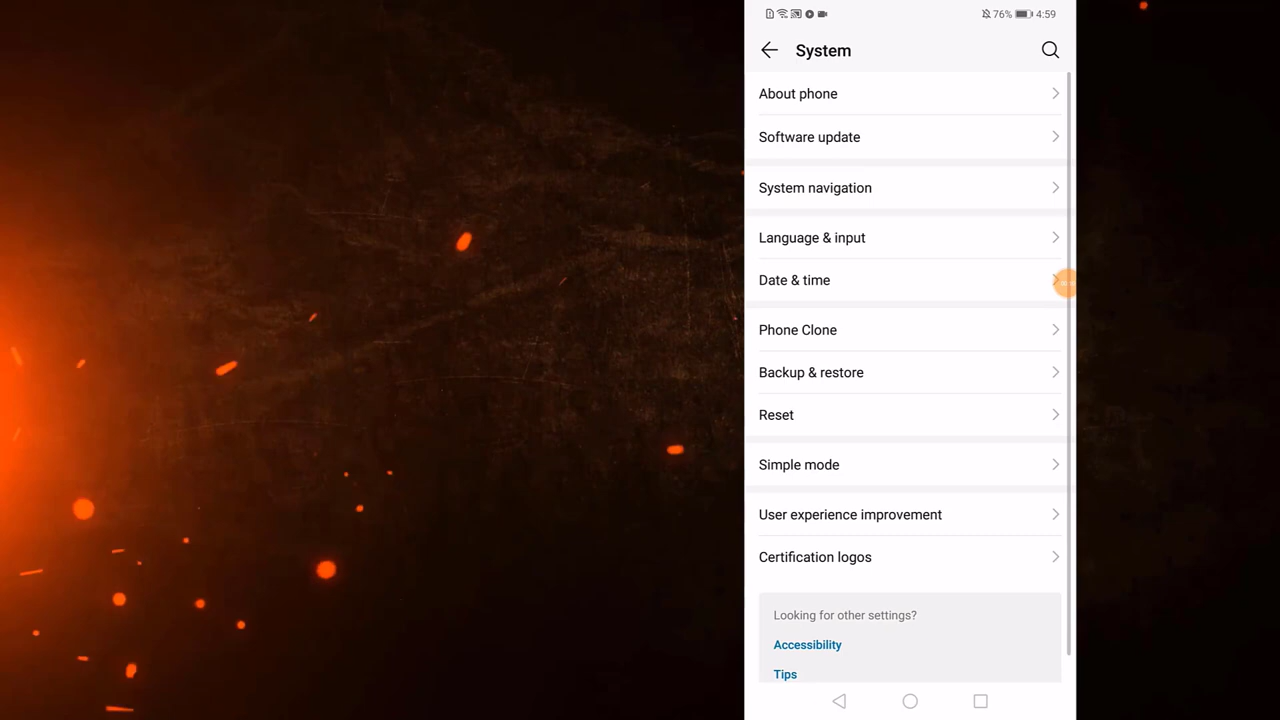 76% 4:59
System
About phone
Software update
System navigation
Language & input
Date & time
Phone Clone
Backup & restore
Reset
Simple mode
User experience improvement
Certification logos
Looking for other settings?
Accessibility
Tips